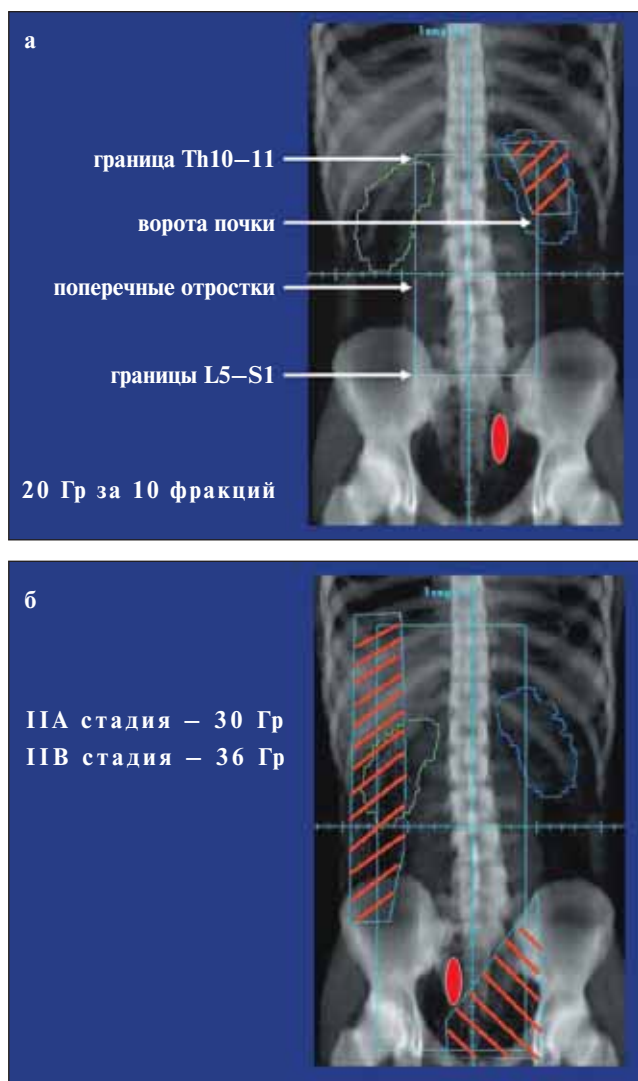 а
граница Th10–11
ворота почки
поперечные отростки
границы L5–S1
20 Гр за 10 фракций
б
IIA стадия – 30 Гр
IIB стадия – 36 Гр